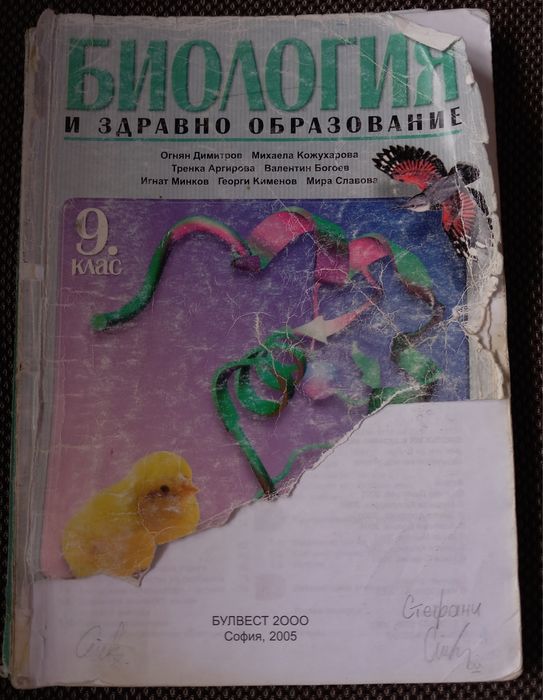 БИОЛОГИЯ
И ЗДРАВНО ОБРАЗОВАНИЕ
Огнян Димитров Михаела Кожухарова
Тренка Аргирова Валентин Богоев
Игнат Минков Георги Кименов Мира Славова
9.
КЛАС
Стефани
БУЛВЕСТ 2000
София, 2005